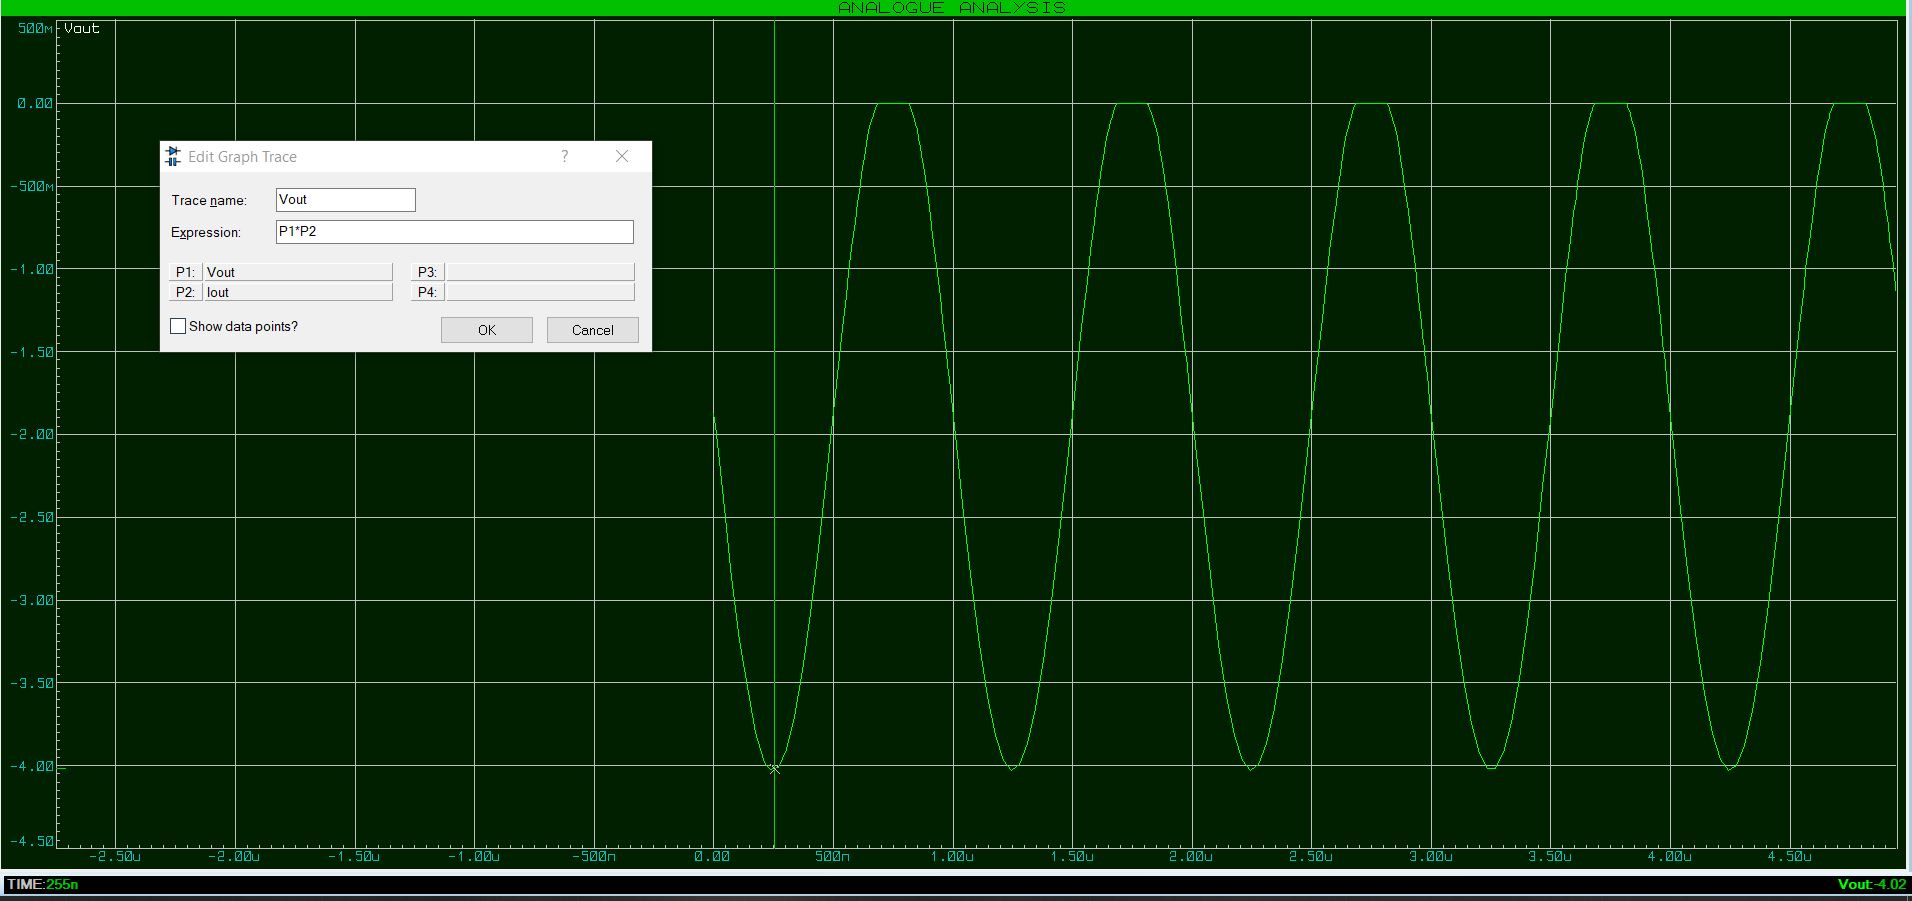 ANALOGUE ANALYSIS
500m
Vout
0.00
-500m
-1.00
-1.50
-2.00
-2.50
-3.00
-3.50
-4.00
-4.50
Edit Graph Trace ?
Trace name: Vout
Expression: P1*P2
P1: Vout P3:
P2: Iout P4:
Show data points? OK Cancel
-2.50u -2.00u -1.50u -1.00u -500n 0.00 500n 1.00u 1.50u 2.00u 2.50u 3.00u 3.50u 4.00u 4.50u
TIME:255n Vout:-4.02